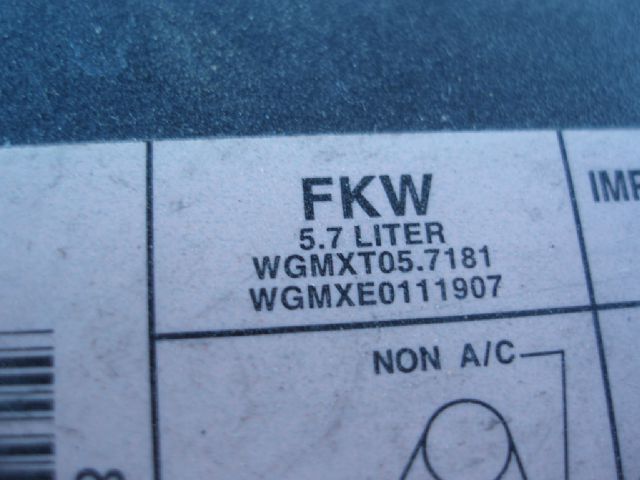 FKW
5.7 LITER
WGMXT05.7181
WGMXE0111907
NON A/C